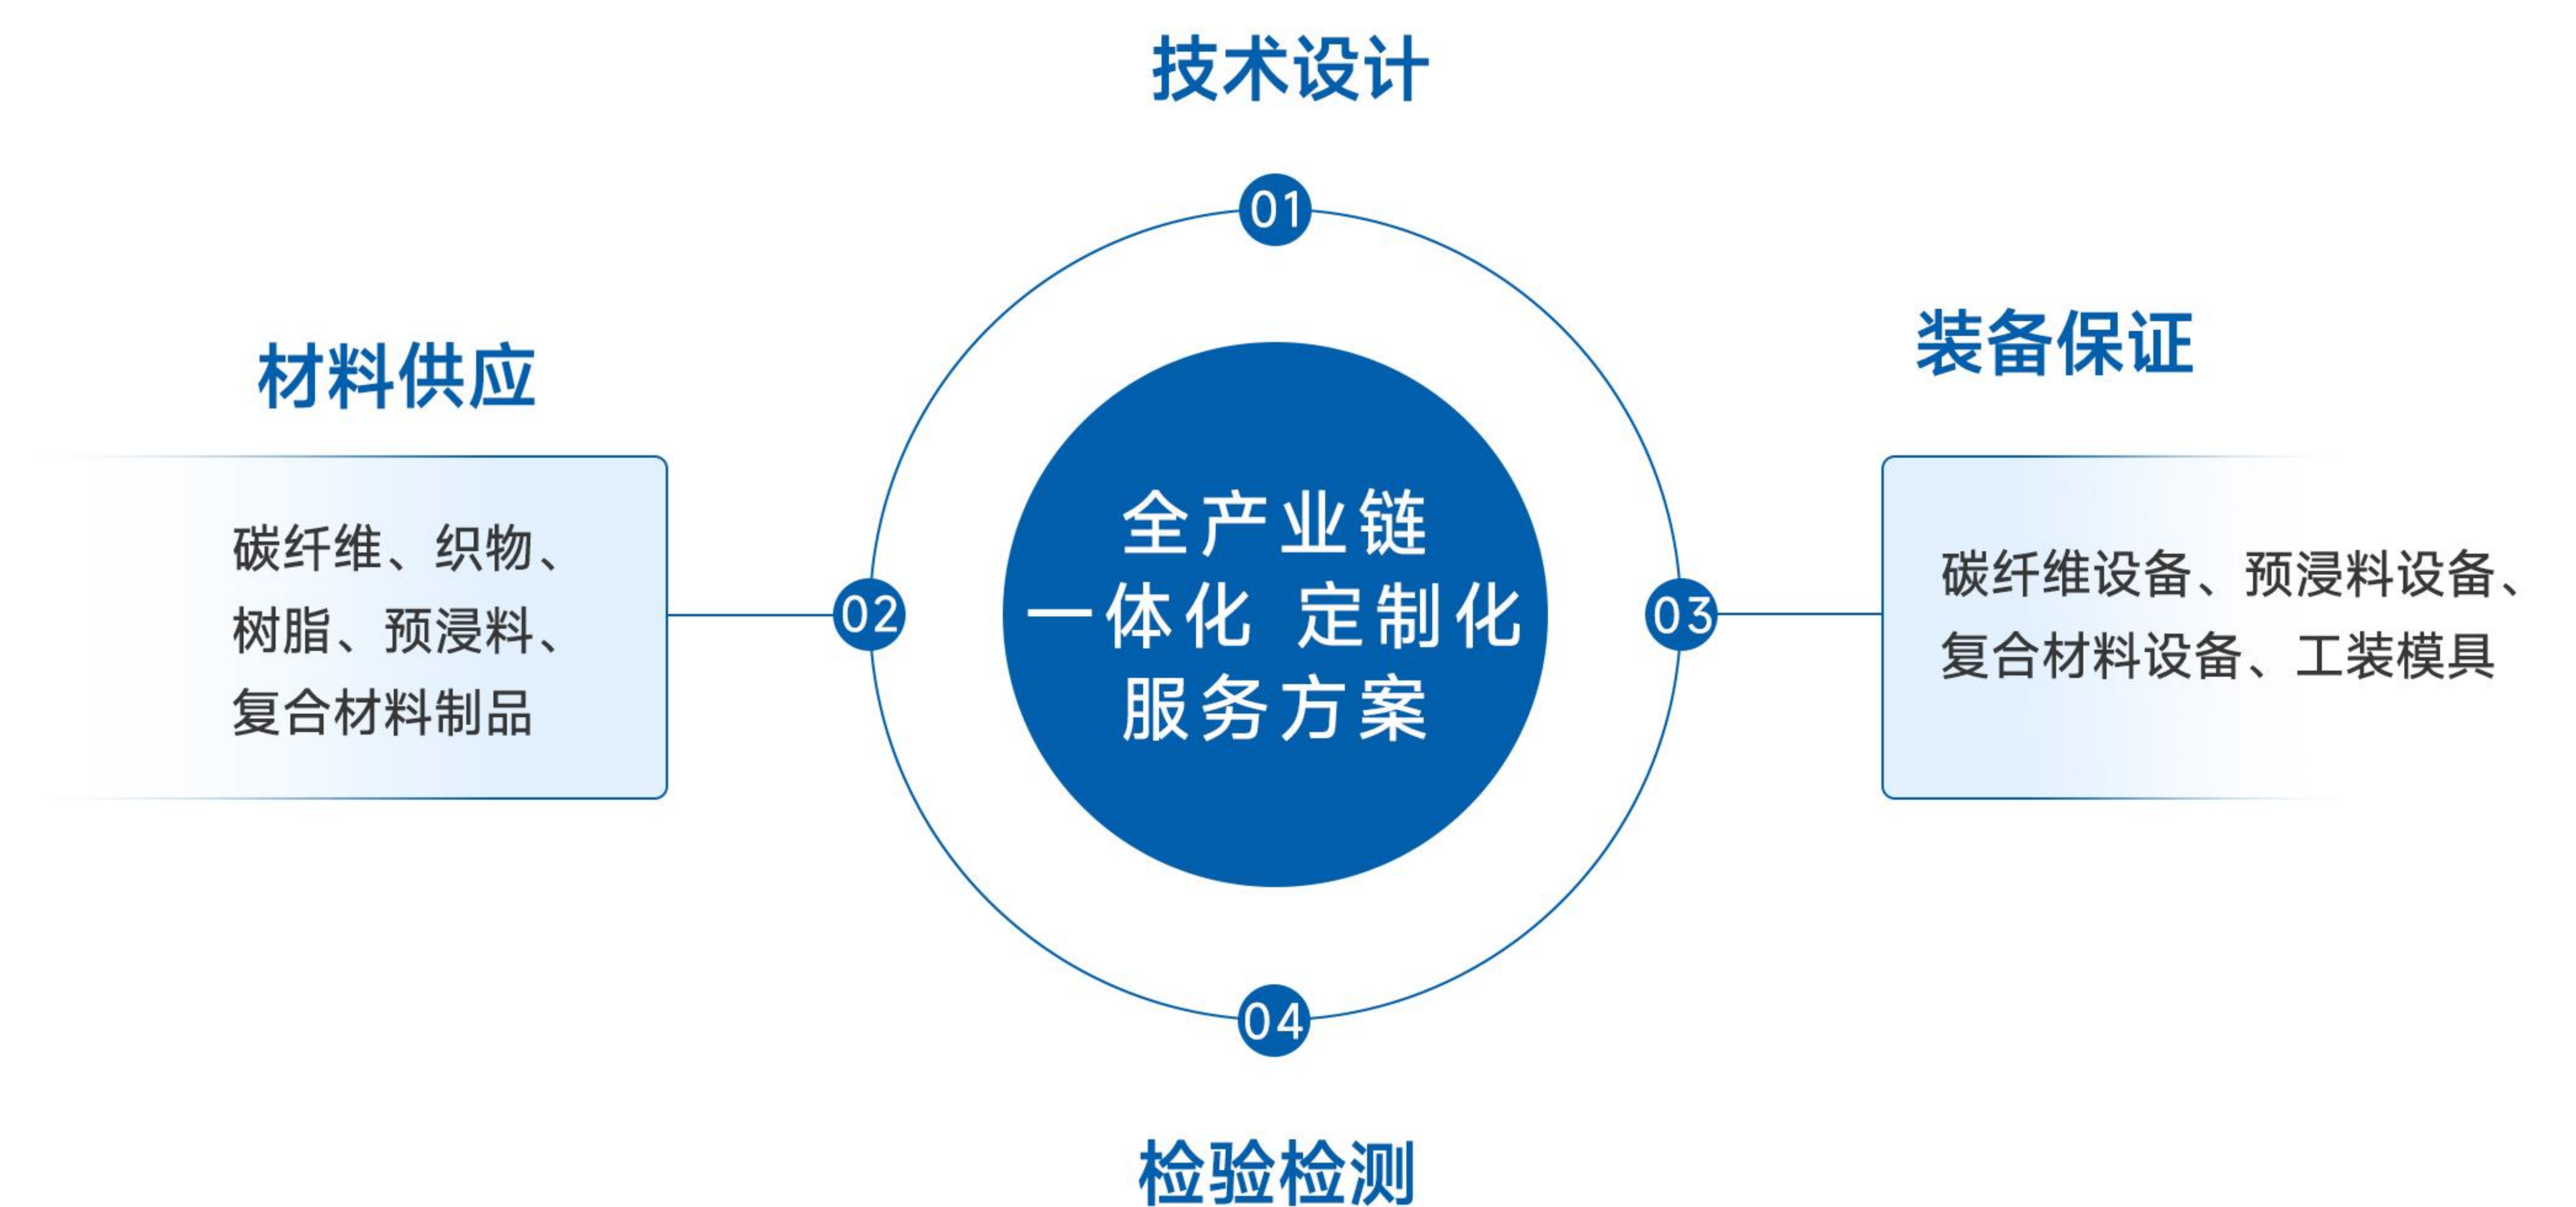 技术设计
01
材料供应
碳纤维、织物、
树脂、预浸料、
复合材料制品
02
全产业链
一体化 定制化
服务方案
03
装备保证
碳纤维设备、预浸料设备、
复合材料设备、工装模具
04
检验检测